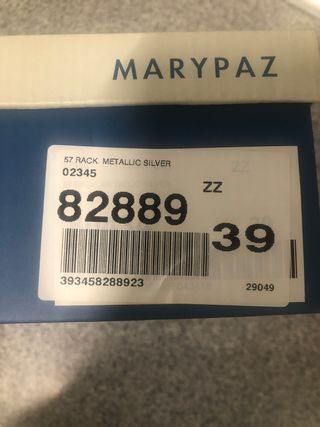 MARYPAZ
57 RACK METALLIC SILVER
02345
82889 ZZ 39
393458288923 29049